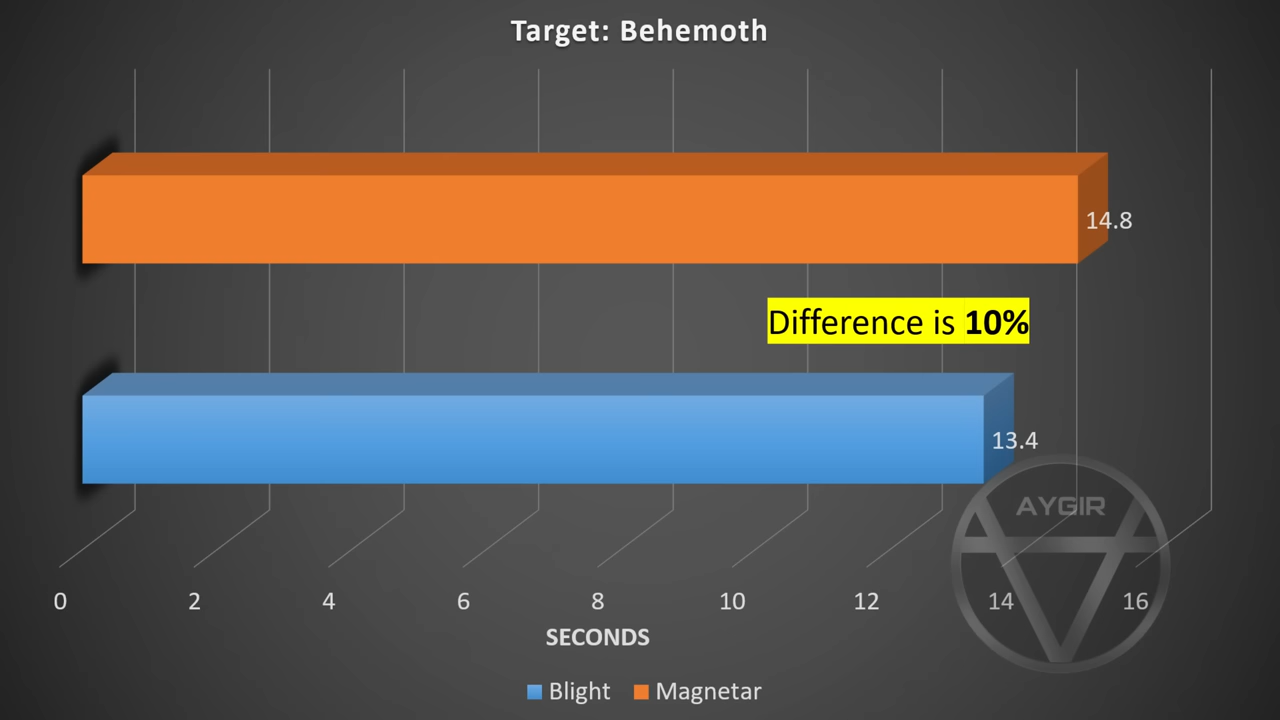 Target: Behemoth
14.8
Difference is 10%
13.4
AYGIR
0 2 4 6 8 10 12 14 16
SECONDS
Blight Magnetar